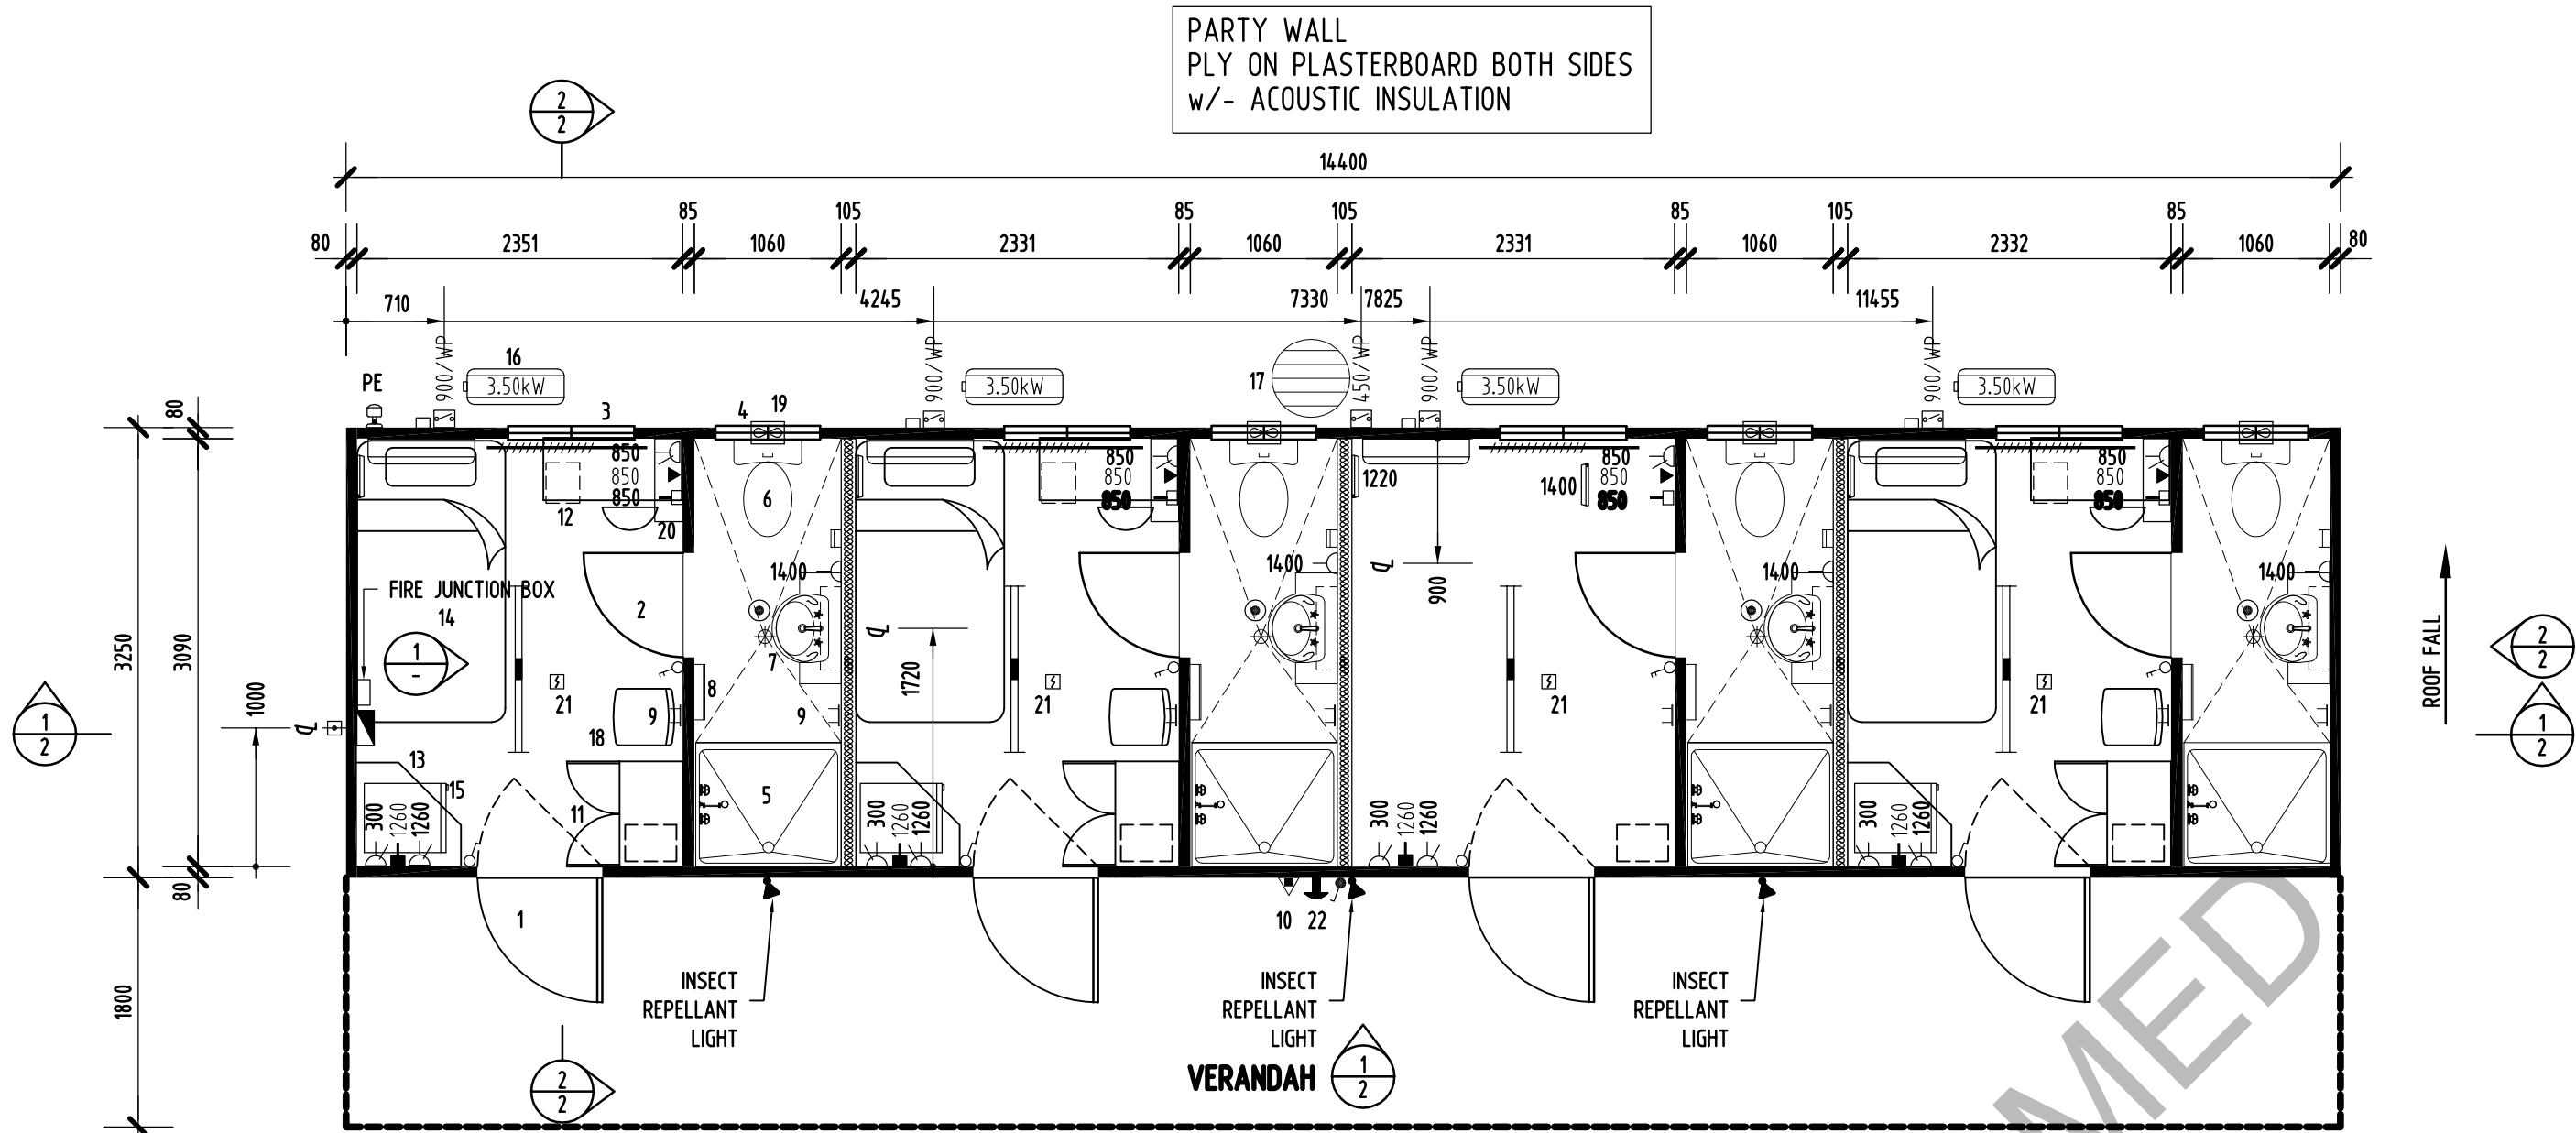 PARTY WALL
PLY ON PLASTERBOARD BOTH SIDES
w/- ACOUSTIC INSULATION
2
2
14400
85 105 85 105 85 105 85
80 2351 1060 2331 1060 2331 1060 2332 1060 80
710 4245 7330 7825 11455
900/WP 900/WP 450/WP 900/WP 900/WP
PE 16 17
3.50kW 3.50kW 3.50kW 3.50kW
3 4 19
80
850 850 850 850
850 850 850 850
850 850 850 850
1220 1400
6
12 20
1400 1400 1400 1400
FIRE JUNCTION BOX
14
2
900
1
-
7
8
3250
3090
1000
1720
21 21 21 21
9 9
18
13
15
5
11
300 1260 1260
300 1260 1260
300 1260 1260
300 1260 1260
1
2
ROOF FALL
2
2
1
2
80
1800
1
10 22
INSECT
REPELLANT
LIGHT
INSECT
REPELLANT
LIGHT
INSECT
REPELLANT
LIGHT
VERANDAH
1
2
2
2
MED